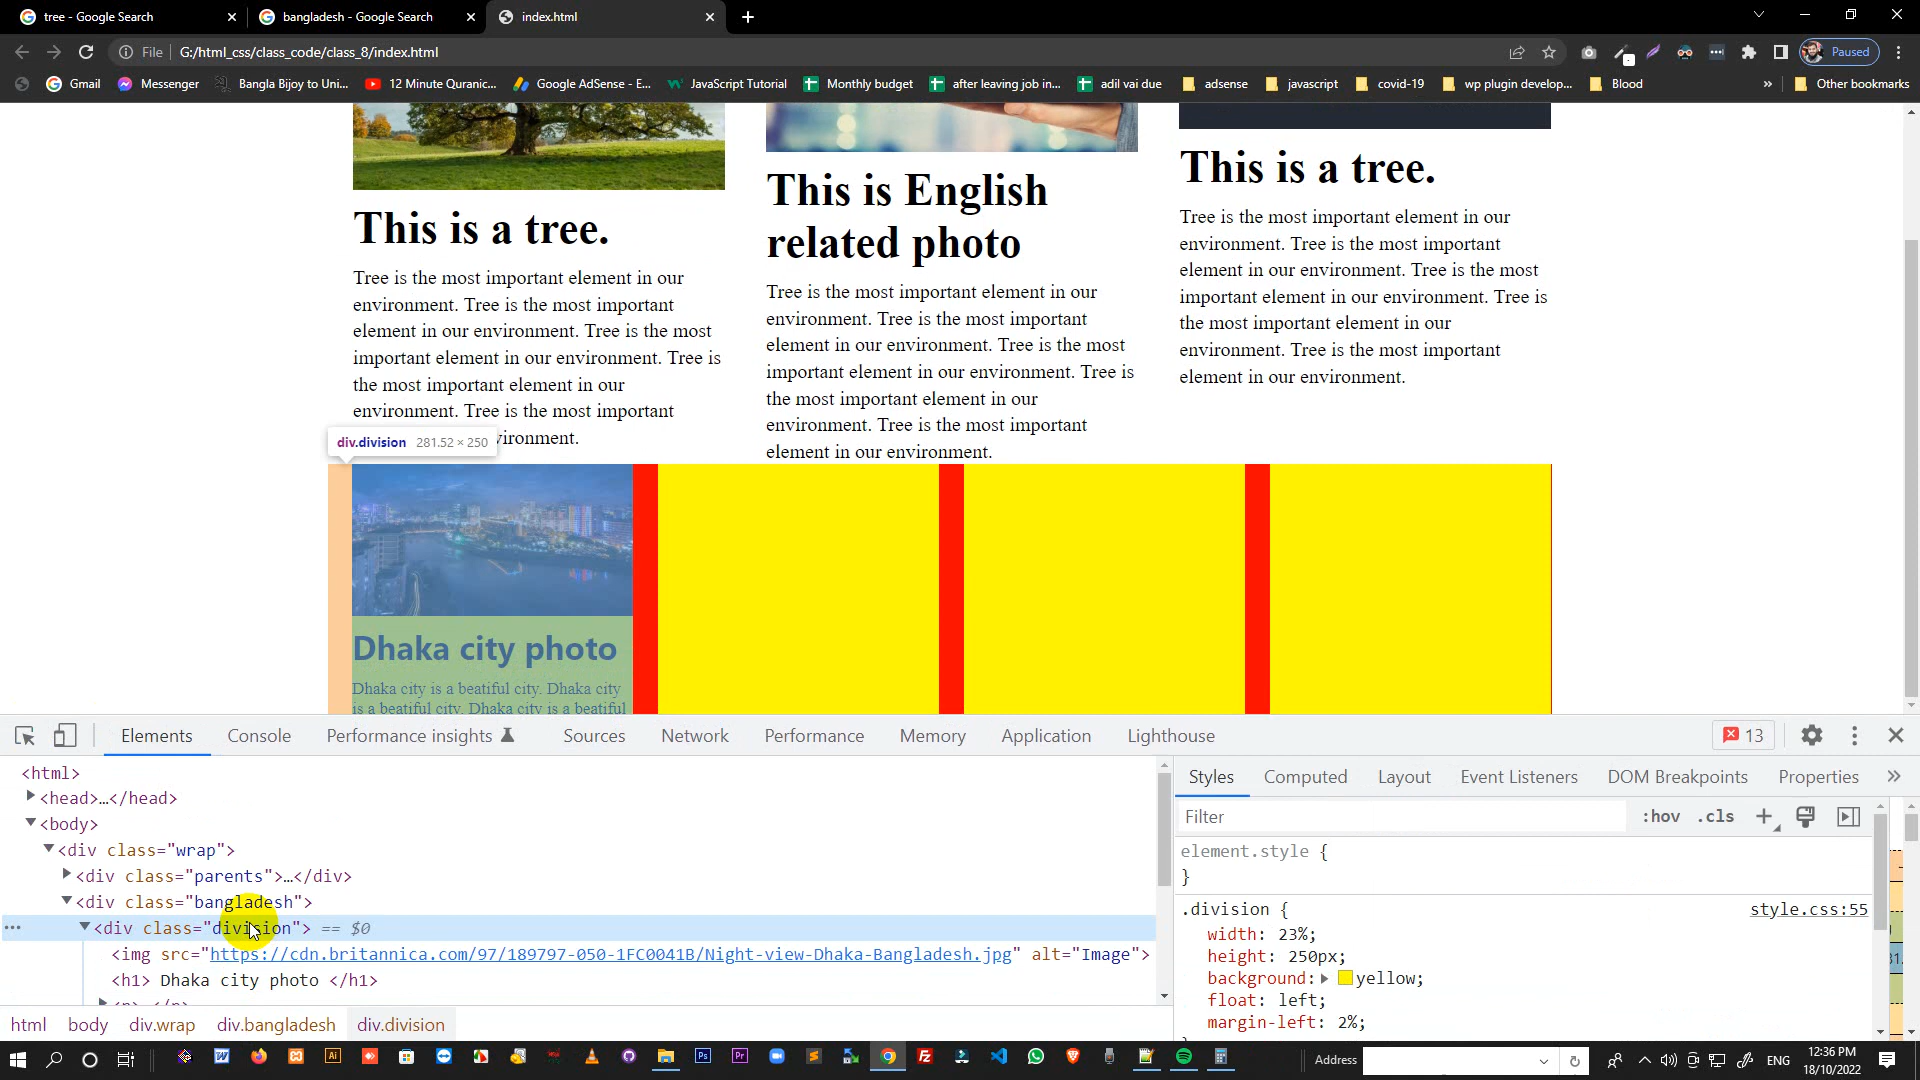 tree - Google Search
bangladesh - Google Search
index.html
File
G:/html_css/class_code/class_8/index.html
Paused
Gmail
Messenger
Bangla Bijoy to Uni...
12 Minute Quranic...
Google AdSense - E...
JavaScript Tutorial
Monthly budget
after leaving job in...
adil vai due
adsense
javascript
covid-19
wp plugin develop...
Blood
»
Other bookmarks
This is a tree.
Tree is the most important element in our
environment. Tree is the most important
element in our environment. Tree is the most
important element in our environment. Tree is
the most important element in our
environment. Tree is the most important
vironment.
This is English
related photo
Tree is the most important element in our
environment. Tree is the most important
element in our environment. Tree is the most
important element in our environment. Tree is
the most important element in our
environment. Tree is the most important
element in our environment.
This is a tree.
Tree is the most important element in our
environment. Tree is the most important
element in our environment. Tree is the most
important element in our environment. Tree is
the most important element in our
environment. Tree is the most important
element in our environment.
div.division 281.52 × 250
Dhaka city photo
Dhaka city is a beatiful city. Dhaka city
is a beatiful city. Dhaka city is a beatiful
Elements
Console
Performance insights
Sources
Network
Performance
Memory
Application
Lighthouse
13
<html>
<head>…</head>
<body>
<div class="wrap">
<div class="parents">…</div>
<div class="bangladesh">
<div class="division"> == $0
<img src="https://cdn.britannica.com/97/189797-050-1FC0041B/Night-view-Dhaka-Bangladesh.jpg" alt="Image">
<h1> Dhaka city photo </h1>
html
body
div.wrap
div.bangladesh
div.division
Styles
Computed
Layout
Event Listeners
DOM Breakpoints
Properties
»
Filter
:hov
.cls
element.style {
}
.division {
style.css:55
width: 23%;
height: 250px;
background: yellow;
float: left;
margin-left: 2%;
Address
ENG
12:36 PM
18/10/2022